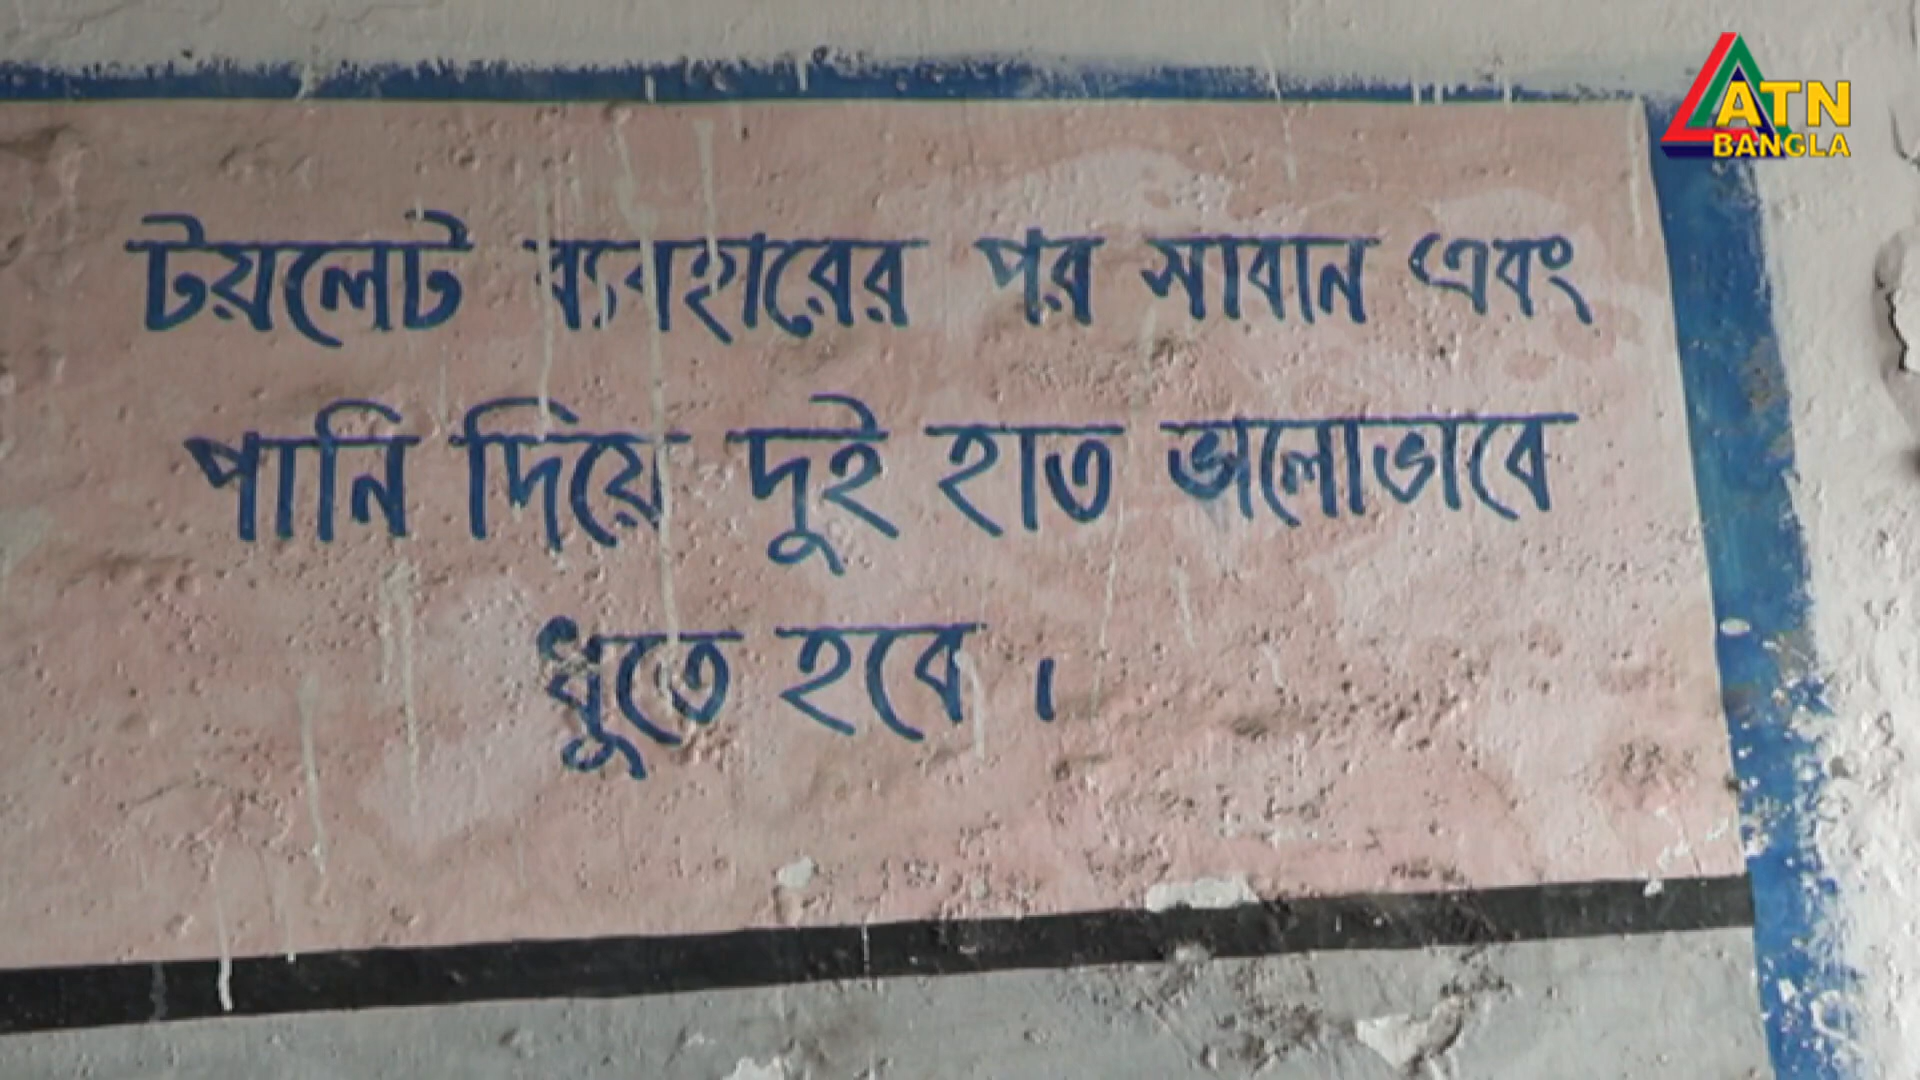 ATN
BANGLA
টয়লেট ব্যবহারের পর সাবান এবং
পানি দিয়ে দুই হাত ভালোভাবে
ধুতে হবে।